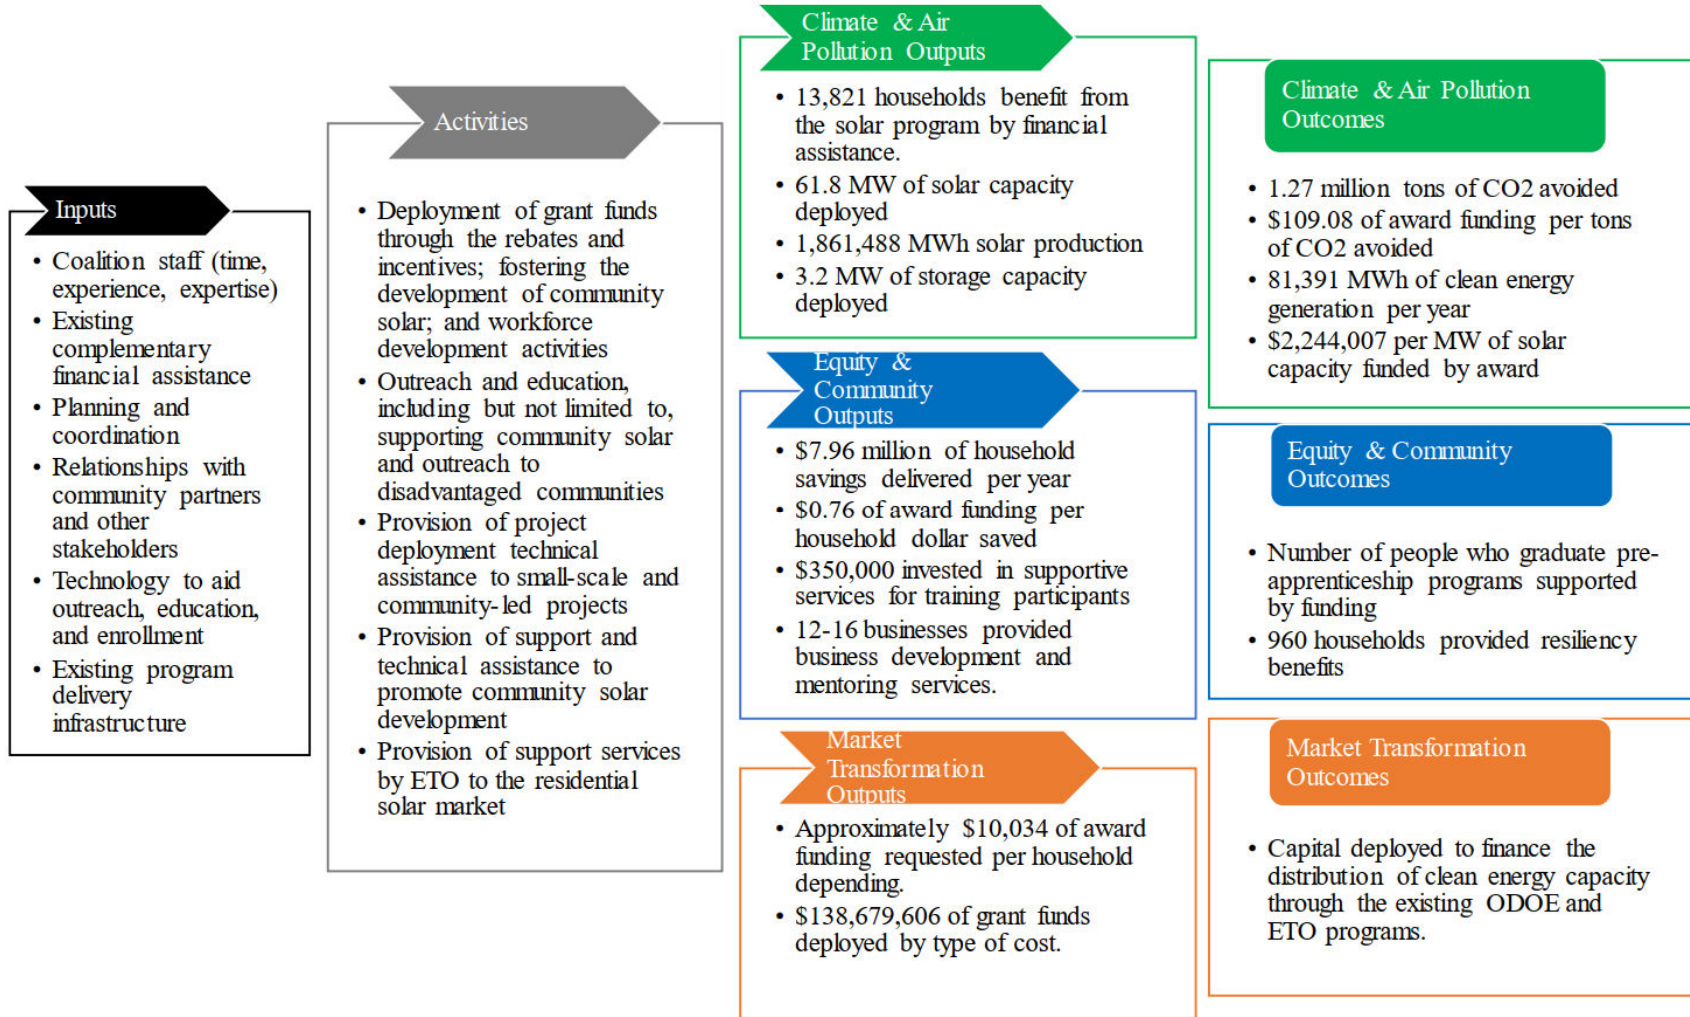 Inputs
• Coalition staff (time,
experience, expertise)
• Existing
complementary
financial assistance
• Planning and
coordination
• Relationships with
community partners
and other
stakeholders
• Technology to aid
outreach, education,
and enrollment
• Existing program
delivery
infrastructure
Activities
• Deployment of grant funds
through the rebates and
incentives; fostering the
development of community
solar; and workforce
development activities
• Outreach and education,
including but not limited to,
supporting community solar
and outreach to
disadvantaged communities
• Provision of project
deployment technical
assistance to small-scale and
community-led projects
• Provision of support and
technical assistance to
promote community solar
development
• Provision of support services
by ETO to the residential
solar market
Climate & Air
Pollution Outputs
• 13,821 households benefit from
the solar program by financial
assistance.
• 61.8 MW of solar capacity
deployed
• 1,861,488 MWh solar production
• 3.2 MW of storage capacity
deployed
Equity &
Community
Outputs
• $7.96 million of household
savings delivered per year
• $0.76 of award funding per
household dollar saved
• $350,000 invested in supportive
services for training participants
• 12-16 businesses provided
business development and
mentoring services.
Market
Transformation
Outputs
• Approximately $10,034 of award
funding requested per household
depending.
• $138,679,606 of grant funds
deployed by type of cost.
Climate & Air Pollution
Outcomes
• 1.27 million tons of CO2 avoided
• $109.08 of award funding per tons
of CO2 avoided
• 81,391 MWh of clean energy
generation per year
• $2,244,007 per MW of solar
capacity funded by award
Equity & Community
Outcomes
• Number of people who graduate pre-
apprenticeship programs supported
by funding
• 960 households provided resiliency
benefits
Market Transformation
Outcomes
• Capital deployed to finance the
distribution of clean energy capacity
through the existing ODOE and
ETO programs.